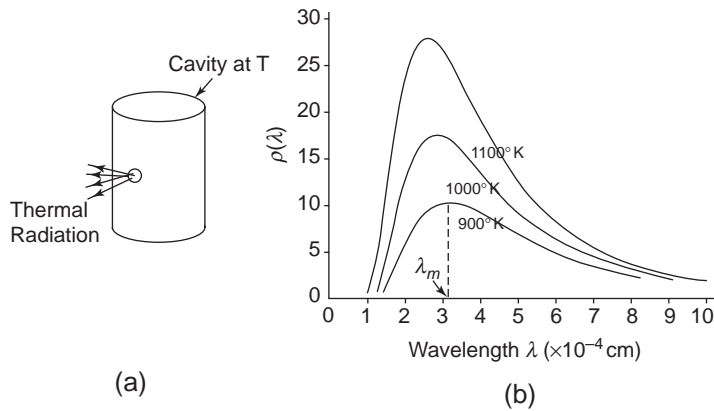 Cavity at T
Thermal
Radiation
(a)
30
25
20
15
10
5
0
ρ(λ)
1100°K
1000°K
900°K
λm
0 1 2 3 4 5 6 7 8 9 10
Wavelength λ (×10⁻⁴ cm)
(b)